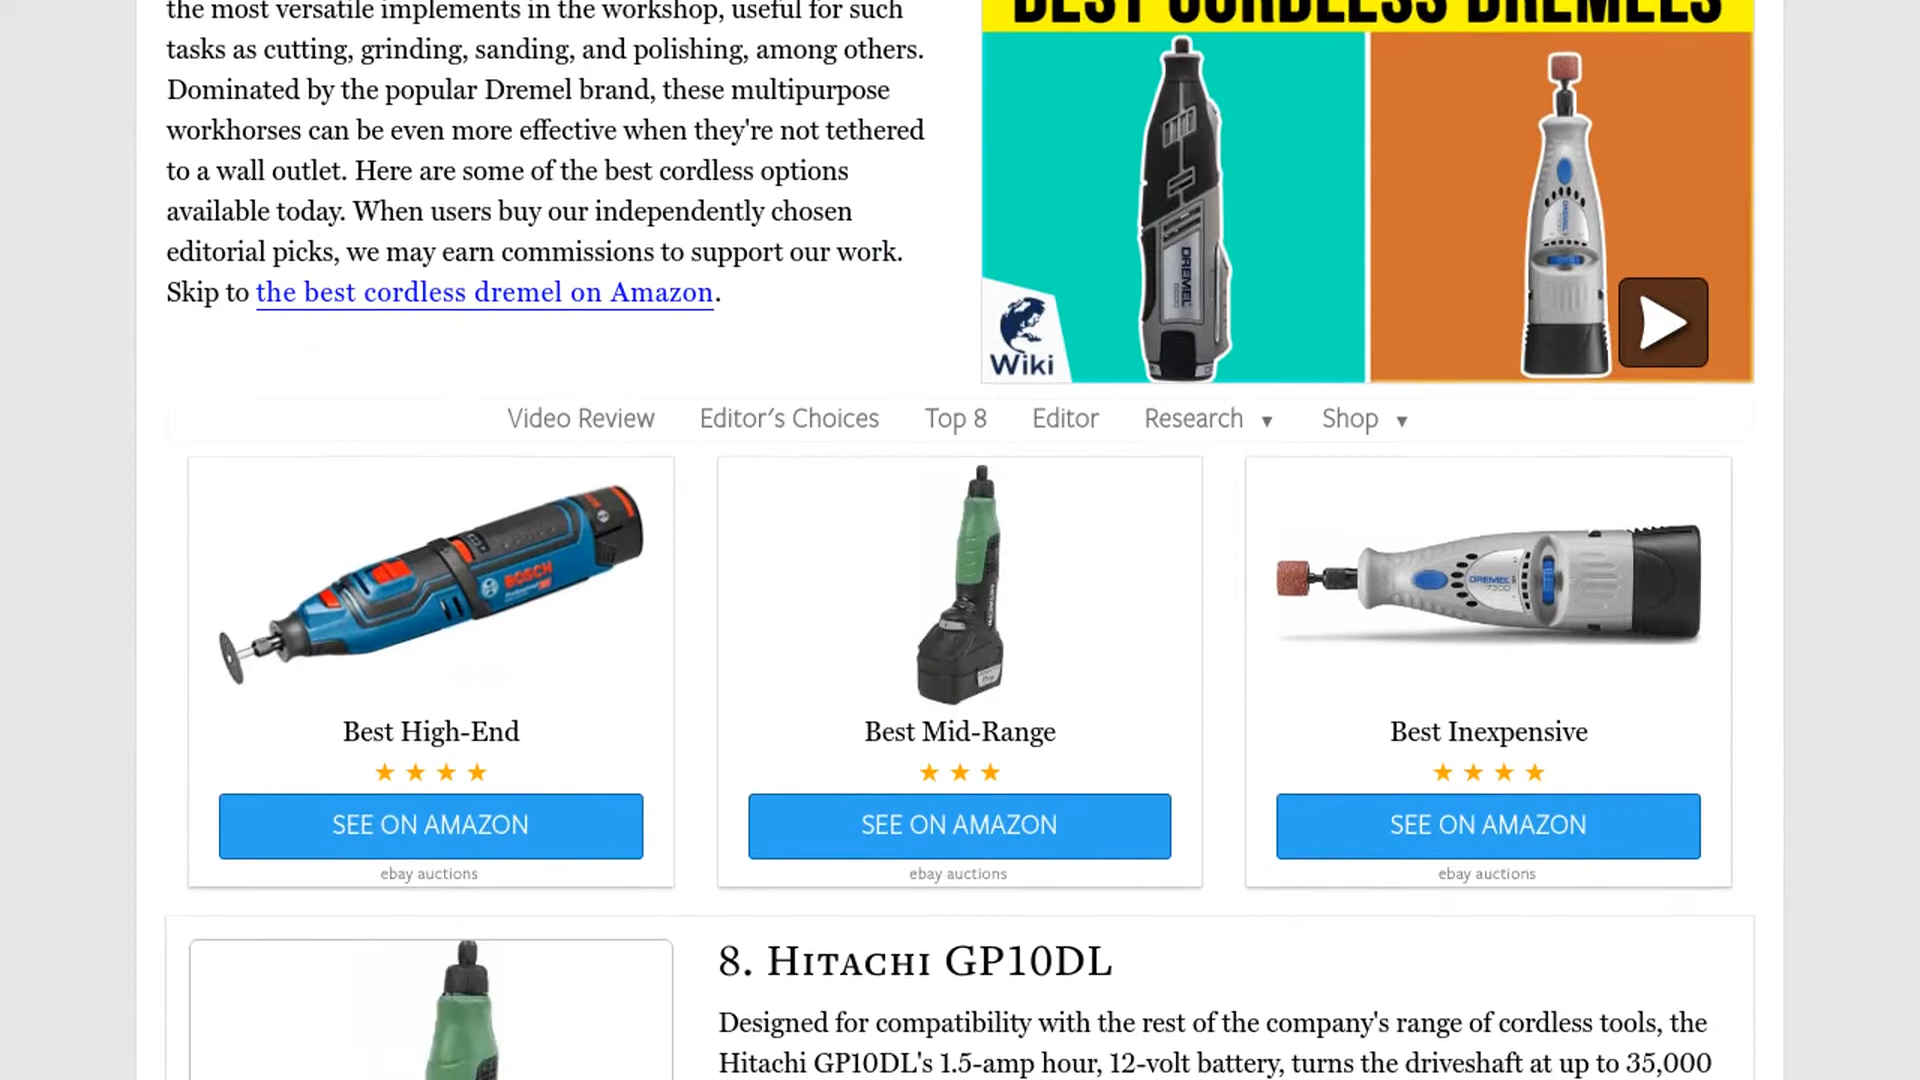 the most versatile implements in the workshop, useful for such
tasks as cutting, grinding, sanding, and polishing, among others.
Dominated by the popular Dremel brand, these multipurpose
workhorses can be even more effective when they're not tethered
to a wall outlet. Here are some of the best cordless options
available today. When users buy our independently chosen
editorial picks, we may earn commissions to support our work.
Skip to the best cordless dremel on Amazon.
BEST CORDLESS DREMELS
DREMEL
DREMEL
Wiki
Video Review Editor's Choices Top 8 Editor Research ▼ Shop ▼
BOSCH
DREMEL
7300
Best High-End
★ ★ ★ ★
SEE ON AMAZON
ebay auctions
Best Mid-Range
★ ★ ★
SEE ON AMAZON
ebay auctions
Best Inexpensive
★ ★ ★ ★
SEE ON AMAZON
ebay auctions
8. Hitachi GP10DL
Designed for compatibility with the rest of the company's range of cordless tools, the
Hitachi GP10DL's 1.5-amp hour, 12-volt battery, turns the driveshaft at up to 35,000